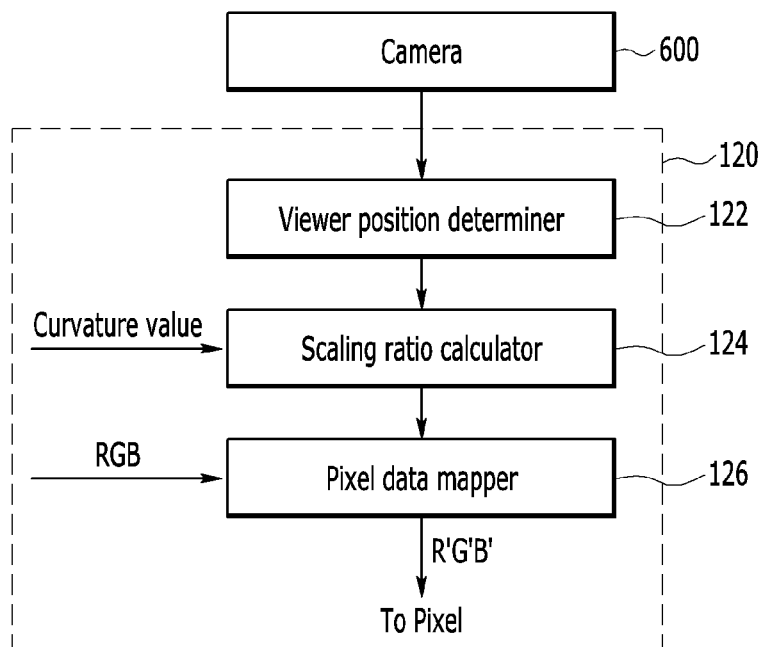 Camera
600
120
Viewer position determiner
122
Curvature value
Scaling ratio calculator
124
RGB
Pixel data mapper
126
R'G'B'
To Pixel